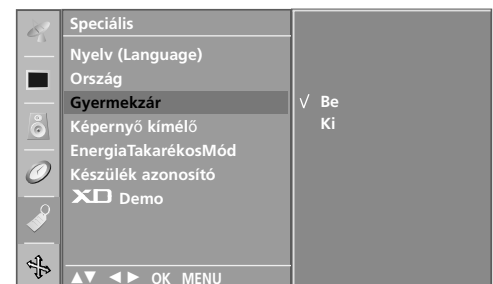 Speciális
Nyelv (Language)
Ország
Gyermekzár
√ Be
Ki
Képernyő kímélő
EnergiaTakarékosMód
Készülék azonosító
XD Demo
▲▼ ◄► OK MENU